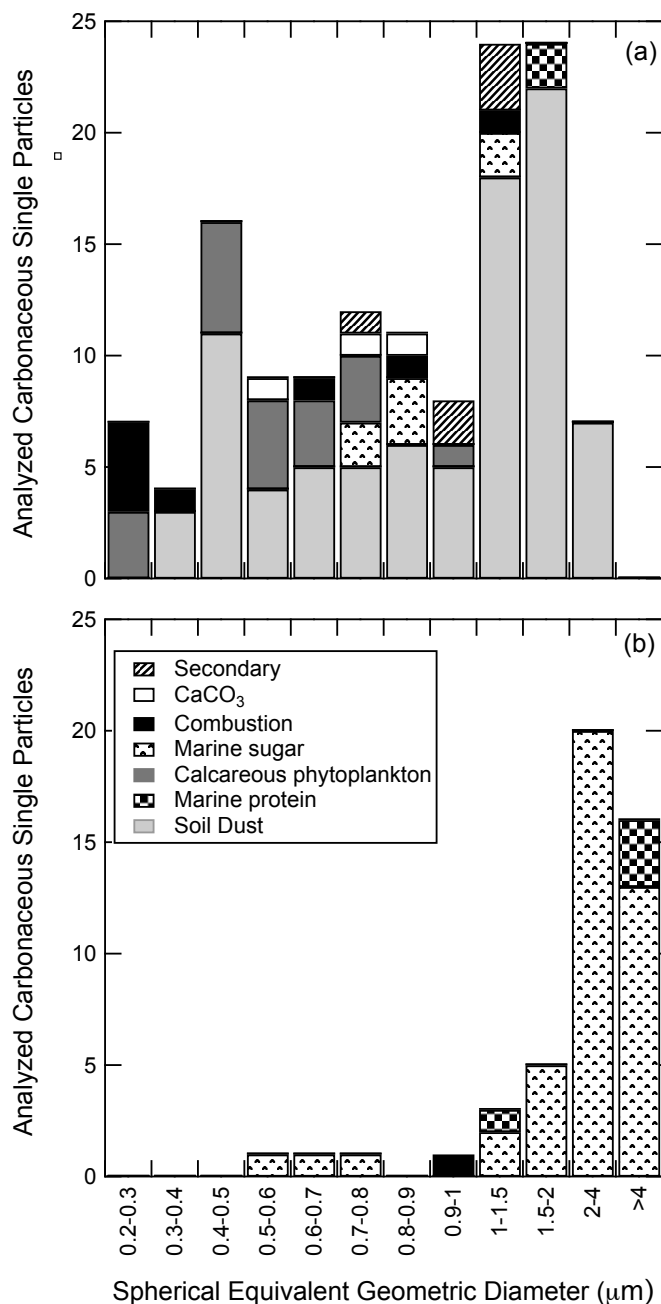 25
20
15
10
5
0
Analyzed Carbonaceous Single Particles
(a)
25
20
15
10
5
0
Analyzed Carbonaceous Single Particles
(b)
Secondary
CaCO₃
Combustion
Marine sugar
Calcareous phytoplankton
Marine protein
Soil Dust
0.2-0.3
0.3-0.4
0.4-0.5
0.5-0.6
0.6-0.7
0.7-0.8
0.8-0.9
0.9-1
1-1.5
1.5-2
2-4
>4
Spherical Equivalent Geometric Diameter (μm)